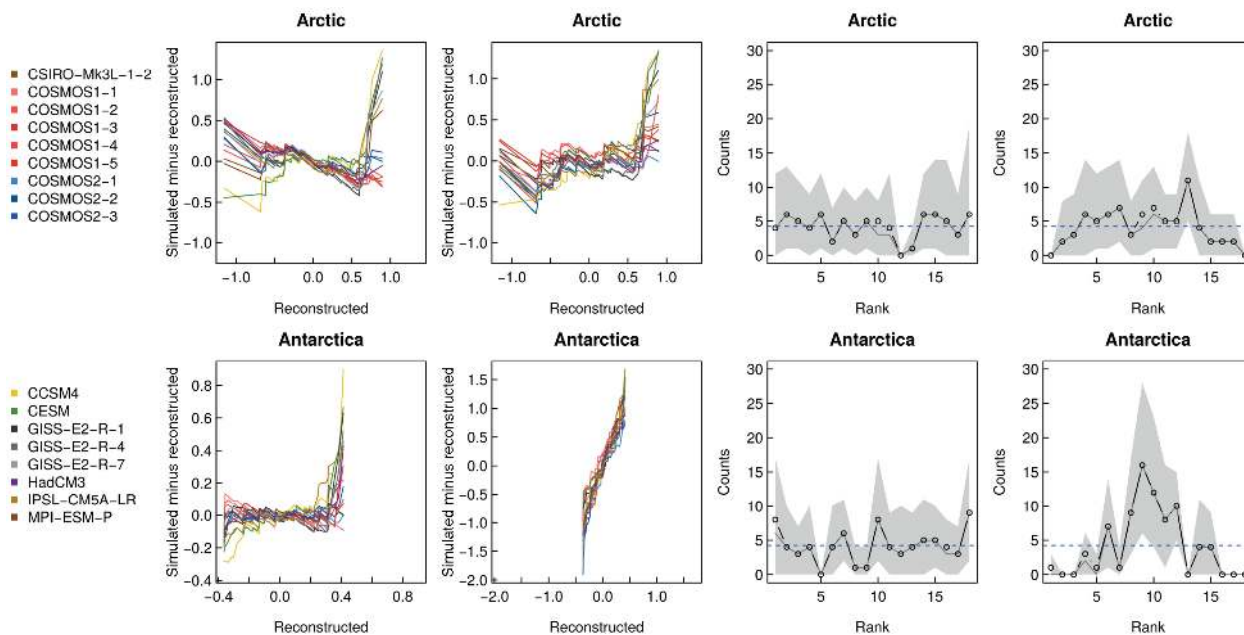 Arctic
Arctic
Arctic
Arctic
CSIRO-Mk3L-1-2
COSMOS1-1
COSMOS1-2
COSMOS1-3
COSMOS1-4
COSMOS1-5
COSMOS2-1
COSMOS2-2
COSMOS2-3
Simulated minus reconstructed
1.0
0.5
0.0
−0.5
−1.0
−1.0
0.0
0.5
1.0
Reconstructed
Simulated minus reconstructed
1.0
0.5
0.0
−0.5
−1.0
−1.0
0.0
0.5
1.0
Reconstructed
Counts
30
25
20
15
10
5
0
5
10
15
Rank
Counts
30
25
20
15
10
5
0
5
10
15
Rank
Antarctica
Antarctica
Antarctica
Antarctica
CCSM4
CESM
GISS-E2-R-1
GISS-E2-R-4
GISS-E2-R-7
HadCM3
IPSL-CM5A-LR
MPI-ESM-P
Simulated minus reconstructed
0.8
0.6
0.4
0.2
0.0
−0.2
−0.4
−0.4
0.0
0.4
0.8
Reconstructed
Simulated minus reconstructed
1.5
1.0
0.5
0.0
−0.5
−1.0
−1.5
−2.0
−2.0
−1.0
0.0
1.0
Reconstructed
Counts
30
25
20
15
10
5
0
5
10
15
Rank
Counts
30
25
20
15
10
5
0
5
10
15
Rank